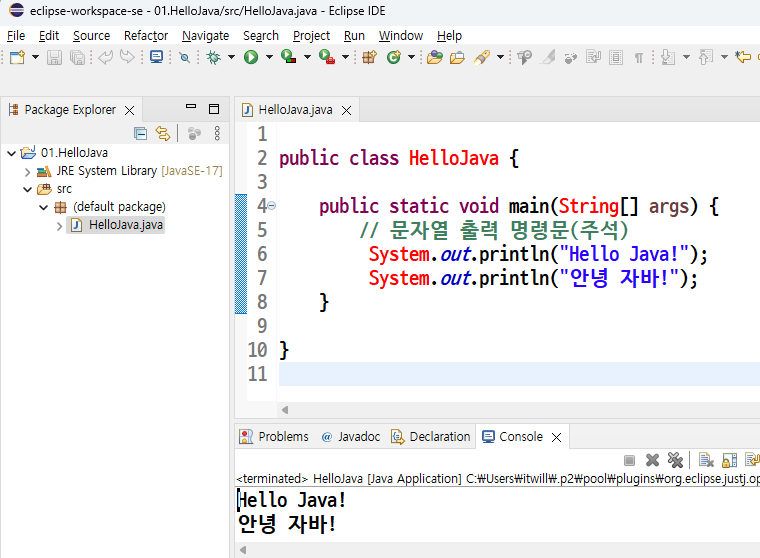 eclipse-workspace-se - 01.HelloJava/src/HelloJava.java - Eclipse IDE
File Edit Source Refactor Navigate Search Project Run Window Help
Package Explorer
01.HelloJava
JRE System Library [JavaSE-17]
src
(default package)
HelloJava.java
HelloJava.java
1
2 public class HelloJava {
3
4 public static void main(String[] args) {
5 // 문자열 출력 명령문(주석)
6 System.out.println("Hello Java!");
7 System.out.println("안녕 자바!");
8 }
9
10 }
11
Problems @ Javadoc Declaration Console
<terminated> HelloJava [Java Application] C:₩Users₩itwill₩.p2₩pool₩plugins₩org.eclipse.justj.op
Hello Java!
안녕 자바!